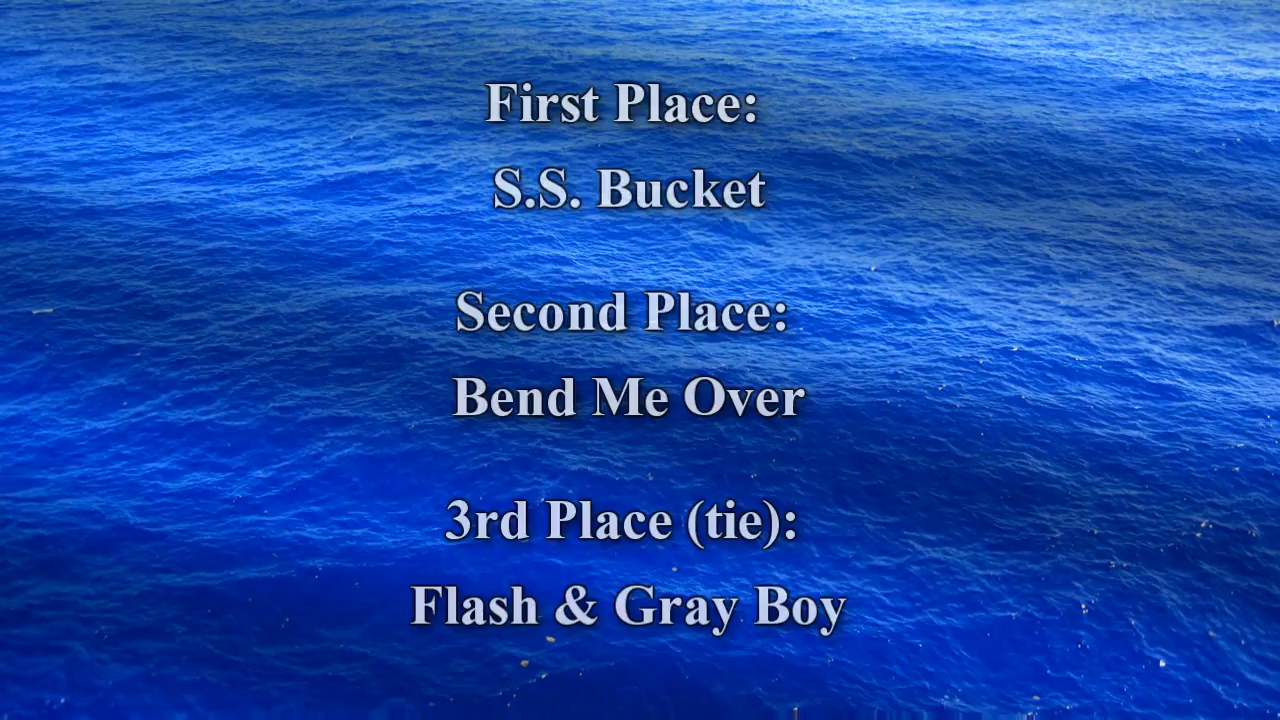 First Place:
S.S. Bucket
Second Place:
Bend Me Over
3rd Place (tie):
Flash & Gray Boy